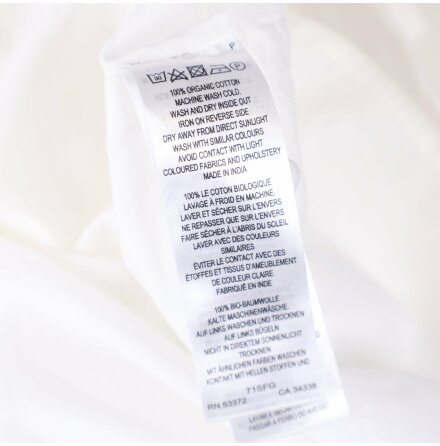 P
30
P
100% ORGANIC COTTON
MACHINE WASH COLD.
WASH AND DRY INSIDE OUT
IRON ON REVERSE SIDE
DRY AWAY FROM DIRECT SUNLIGHT
WASH WITH SIMILAR COLOURS
AVOID CONTACT WITH LIGHT
COLOURED FABRICS AND UPHOLSTERY
MADE IN INDIA
100% LE COTON BIOLOGIQUE
LAVAGE À FROID EN MACHINE.
LAVER ET SÉCHER SUR L'ENVERS
NE REPASSER QUE SUR L'ENVERS
FAIRE SÉCHER À L'ABRIS DU SOLEIL
LAVER AVEC DES COULEURS
SIMILAIRES
ÉVITER LE CONTACT AVEC DES
ÉTOFFES ET TISSUS D'AMEUBLEMENT
DE COULEUR CLAIRE
FABRIQUÉ EN INDE
100% BIO-BAUMWOLLE
KALTE MASCHINENWÄSCHE.
AUF LINKS WASCHEN UND TROCKNEN
AUF LINKS BÜGELN
NICHT IN DIREKTEM SONNENLICHT
TROCKNEN
MIT ÄHNLICHEN FARBEN WASCHEN
KONTAKT MIT HELLEN STOFFEN UND
71SFG
RN 53372 CA 34338